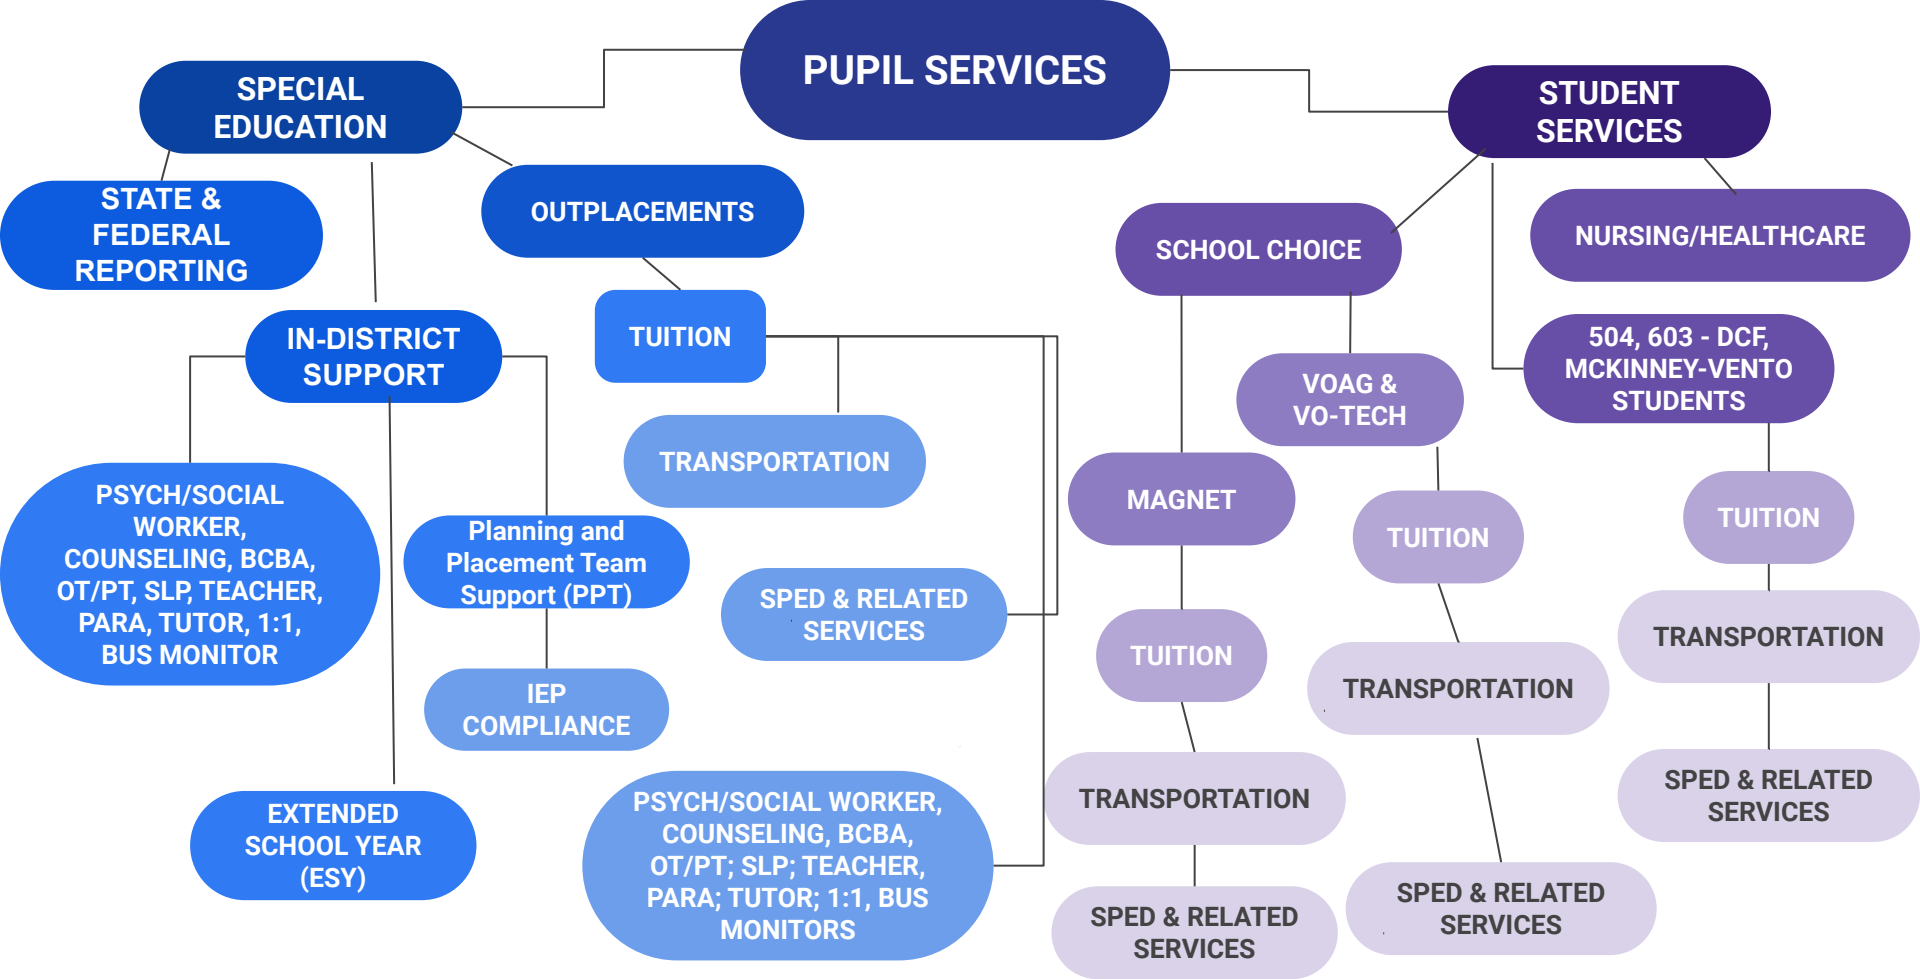 PUPIL SERVICES
SPECIAL
EDUCATION
STATE &
FEDERAL
REPORTING
OUTPLACEMENTS
IN-DISTRICT
SUPPORT
TUITION
TRANSPORTATION
PSYCH/SOCIAL
WORKER,
COUNSELING, BCBA,
OT/PT, SLP, TEACHER,
PARA, TUTOR, 1:1,
BUS MONITOR
Planning and
Placement Team
Support (PPT)
SPED & RELATED
SERVICES
IEP
COMPLIANCE
EXTENDED
SCHOOL YEAR
(ESY)
PSYCH/SOCIAL WORKER,
COUNSELING, BCBA,
OT/PT; SLP; TEACHER,
PARA; TUTOR; 1:1, BUS
MONITORS
STUDENT
SERVICES
SCHOOL CHOICE
NURSING/HEALTHCARE
504, 603 - DCF,
MCKINNEY-VENTO
STUDENTS
VOAG &
VO-TECH
MAGNET
TUITION
TRANSPORTATION
SPED & RELATED
SERVICES
TUITION
TRANSPORTATION
SPED & RELATED
SERVICES
TUITION
TRANSPORTATION
SPED & RELATED
SERVICES